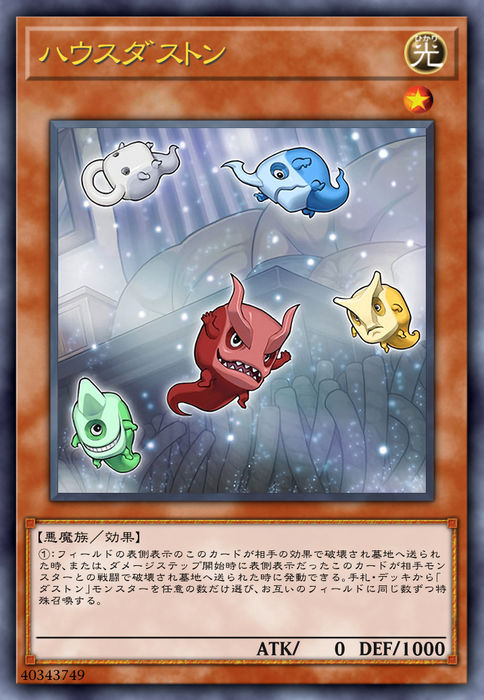 ハウスダストン
ひかり
光
【悪魔族／効果】
①：フィールドの表側表示のこのカードが相手の効果で破壊され墓地へ送られ
た時、または、ダメージステップ開始時に表側表示だったこのカードが相手モン
スターとの戦闘で破壊され墓地へ送られた時に発動できる。手札・デッキから「
ダストン」モンスターを任意の数だけ選び、お互いのフィールドに同じ数ずつ特
殊召喚する。
ATK/ 0 DEF/1000
40343749